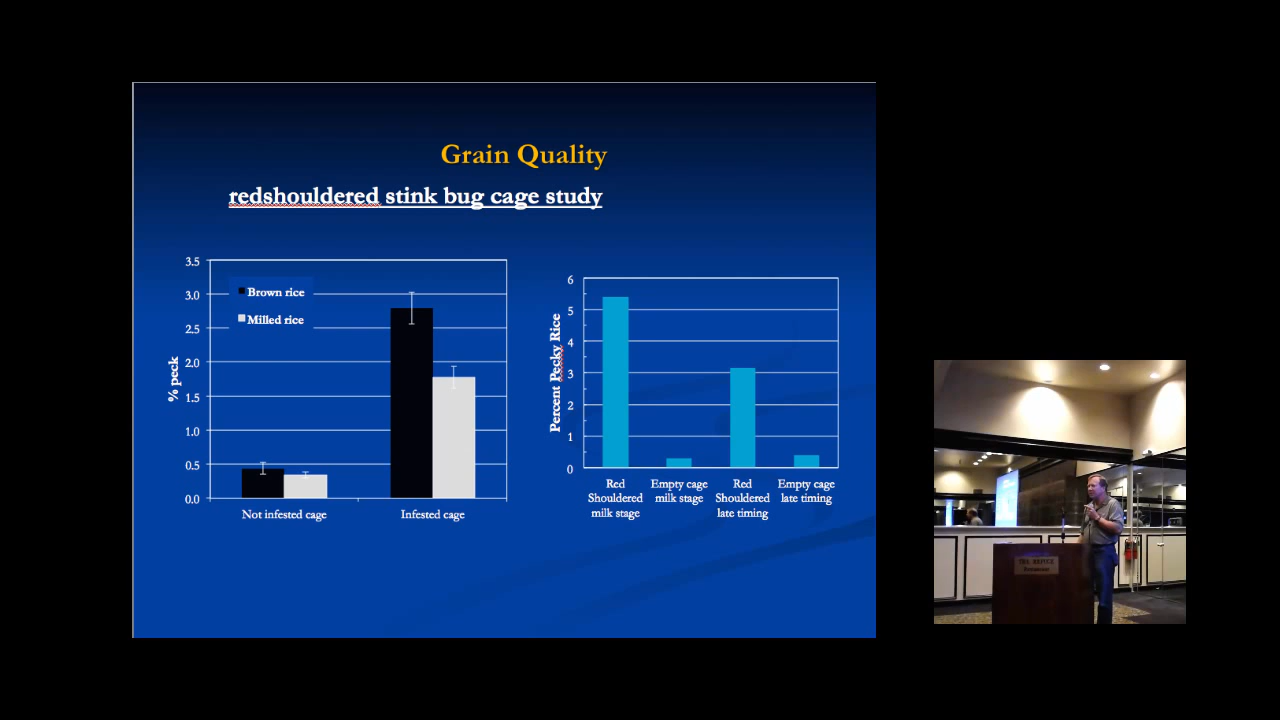 Grain Quality
redshouldered stink bug cage study
3.5
3.0
2.5
2.0
1.5
1.0
0.5
0.0
% peck
Brown rice
Milled rice
Not infested cage
Infested cage
6
5
4
3
2
1
0
Percent Pecky Rice
Red
Shouldered
milk stage
Empty cage
milk stage
Red
Shouldered
late timing
Empty cage
late timing